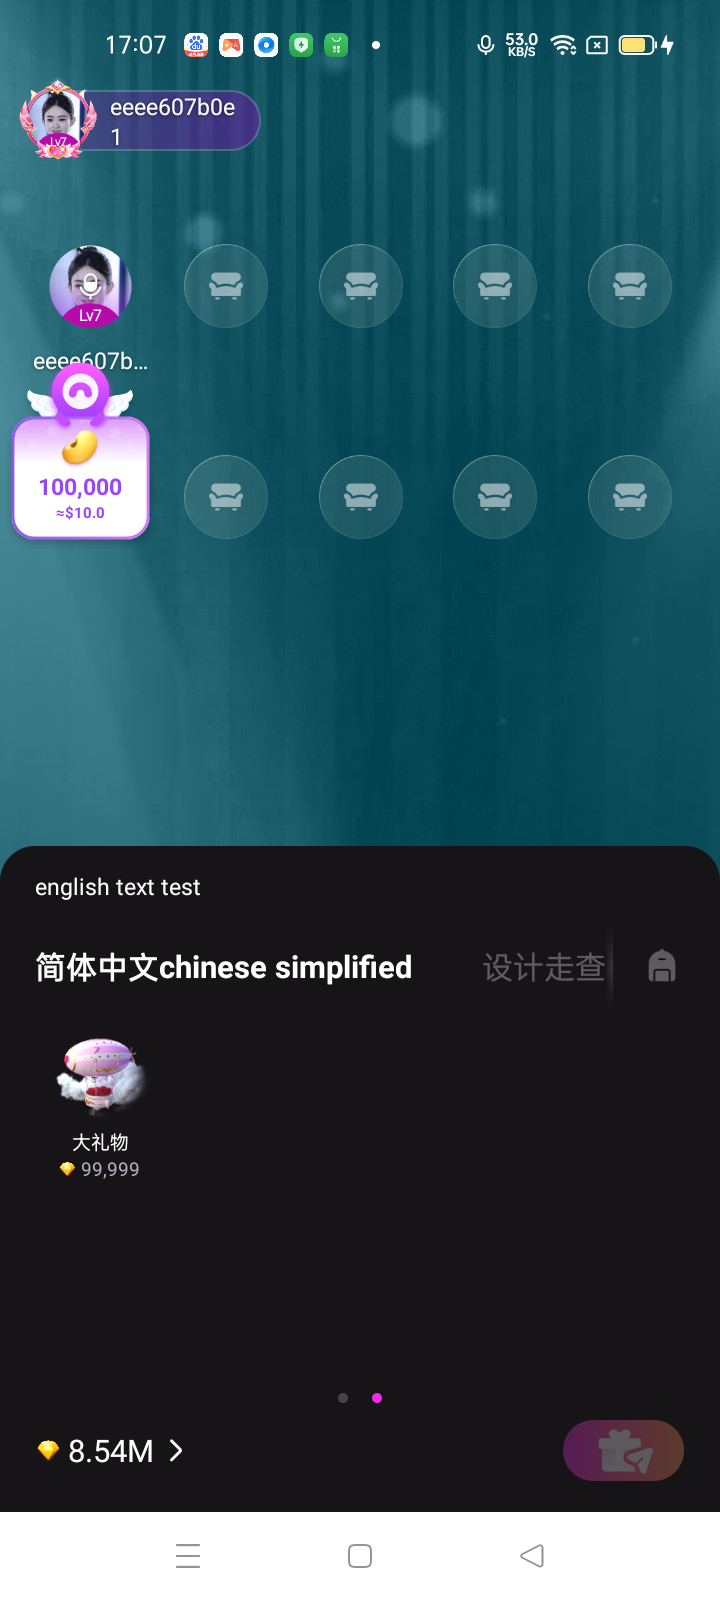 17:07
53.0
KB/S
eeee607b0e
1
Lv7
Lv7
eeee607b...
100,000
≈$10.0
english text test
简体中文chinese simplified
设计走查
大礼物
99,999
8.54M